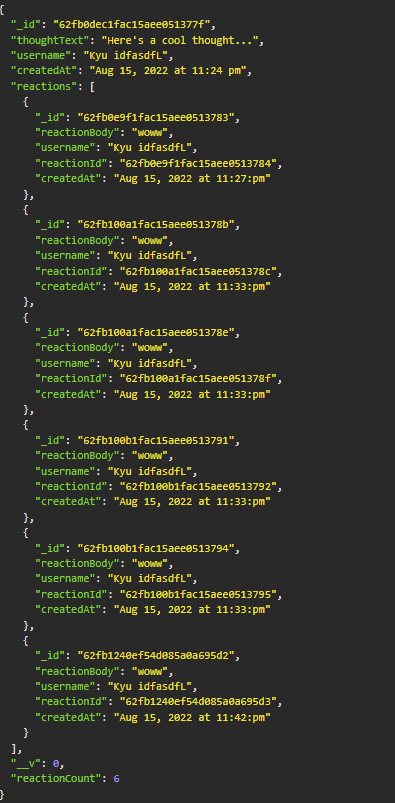 {
"_id": "62fb0dec1fac15aee051377f",
"thoughtText": "Here's a cool thought...",
"username": "Kyu idfasdfL",
"createdAt": "Aug 15, 2022 at 11:24 pm",
"reactions": [
{
"_id": "62fb0e9f1fac15aee0513783",
"reactionBody": "woww",
"username": "Kyu idfasdfL",
"reactionId": "62fb0e9f1fac15aee0513784",
"createdAt": "Aug 15, 2022 at 11:27:pm"
},
{
"_id": "62fb100a1fac15aee051378b",
"reactionBody": "woww",
"username": "Kyu idfasdfL",
"reactionId": "62fb100a1fac15aee051378c",
"createdAt": "Aug 15, 2022 at 11:33:pm"
},
{
"_id": "62fb100a1fac15aee051378e",
"reactionBody": "woww",
"username": "Kyu idfasdfL",
"reactionId": "62fb100a1fac15aee051378f",
"createdAt": "Aug 15, 2022 at 11:33:pm"
},
{
"_id": "62fb100b1fac15aee0513791",
"reactionBody": "woww",
"username": "Kyu idfasdfL",
"reactionId": "62fb100b1fac15aee0513792",
"createdAt": "Aug 15, 2022 at 11:33:pm"
},
{
"_id": "62fb100b1fac15aee0513794",
"reactionBody": "woww",
"username": "Kyu idfasdfL",
"reactionId": "62fb100b1fac15aee0513795",
"createdAt": "Aug 15, 2022 at 11:33:pm"
},
{
"_id": "62fb1240ef54d085a0a695d2",
"reactionBody": "woww",
"username": "Kyu idfasdfL",
"reactionId": "62fb1240ef54d085a0a695d3",
"createdAt": "Aug 15, 2022 at 11:42:pm"
}
],
"__v": 0,
"reactionCount": 6
}